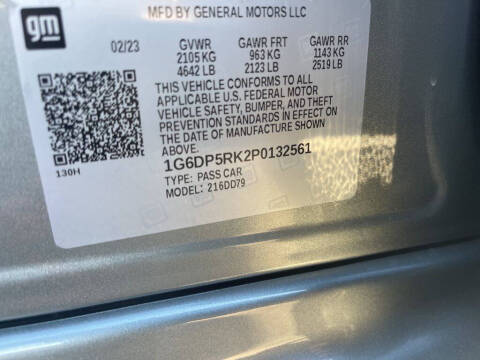 MFD BY GENERAL MOTORS LLC
gm
02/23 GVWR GAWR FRT GAWR RR
2105 KG 963 KG 1143 KG
4642 LB 2123 LB 2519 LB
THIS VEHICLE CONFORMS TO ALL
APPLICABLE U.S. FEDERAL MOTOR
VEHICLE SAFETY, BUMPER, AND THEFT
PREVENTION STANDARDS IN EFFECT ON
THE DATE OF MANUFACTURE SHOWN
ABOVE.
130H
1G6DP5RK2P0132561
TYPE: PASS CAR
MODEL: 216DD79